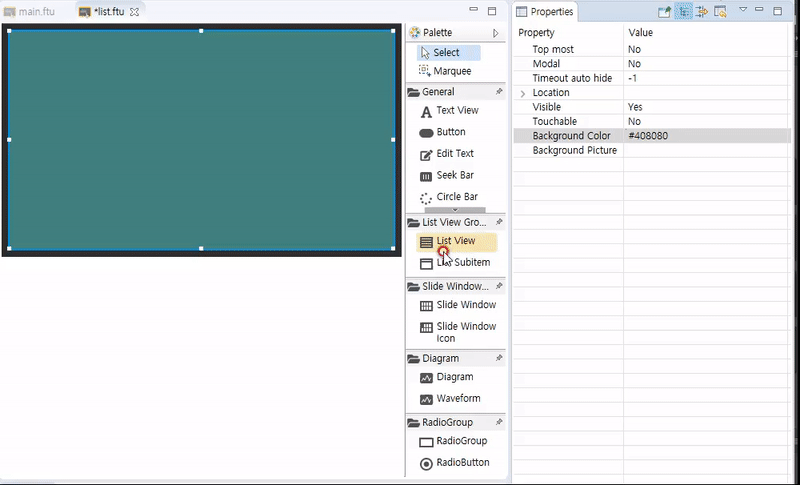 main.ftu
*list.ftu
Palette
Select
Marquee
General
Text View
Button
Edit Text
Seek Bar
Circle Bar
List View Gro...
List View
Subitem
Slide Window...
Slide Window
Slide Window
Icon
Diagram
Diagram
Waveform
RadioGroup
RadioGroup
RadioButton
Properties
Property Value
Top most No
Modal No
Timeout auto hide -1
Location
Visible Yes
Touchable No
Background Color #408080
Background Picture